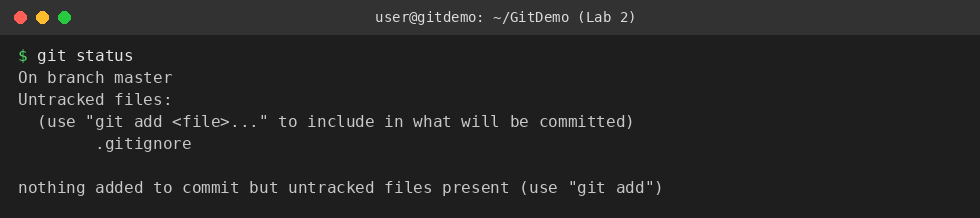 user@gitdemo: ~/GitDemo (Lab 2)
$ git status
On branch master
Untracked files:
  (use "git add <file>..." to include in what will be committed)
        .gitignore

nothing added to commit but untracked files present (use "git add")